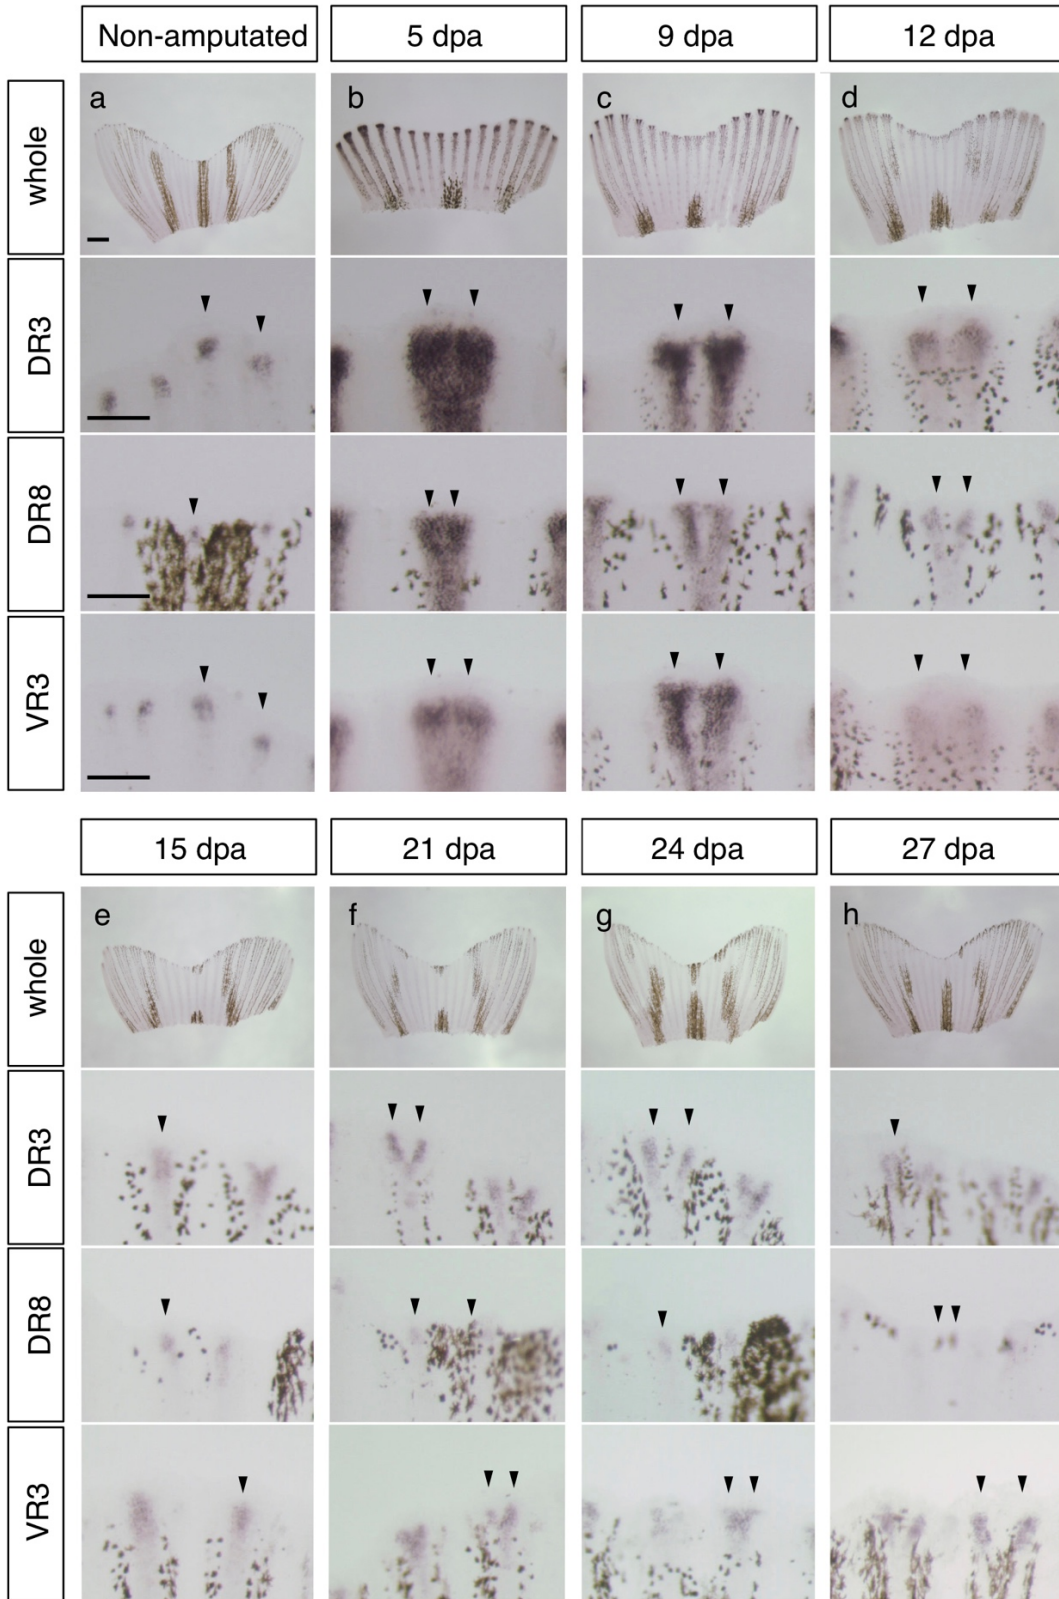 Non-amputated 5 dpa 9 dpa 12 dpa
whole a b c d
DR3
DR8
VR3
15 dpa 21 dpa 24 dpa 27 dpa
whole e f g h
DR3
DR8
VR3